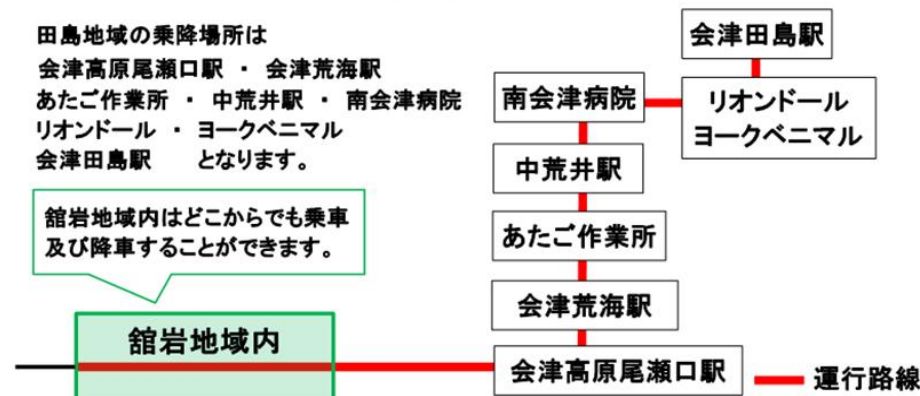 田島地域の乗降場所は
会津高原尾瀬口駅 ・ 会津荒海駅
あたご作業所 ・ 中荒井駅 ・ 南会津病院
リオンドール ・ ヨークベニマル
会津田島駅 となります。
舘岩地域内はどこからでも乗車
及び降車することができます。
舘岩地域内
会津田島駅
リオンドール
ヨークベニマル
南会津病院
中荒井駅
あたご作業所
会津荒海駅
会津高原尾瀬口駅
運行路線